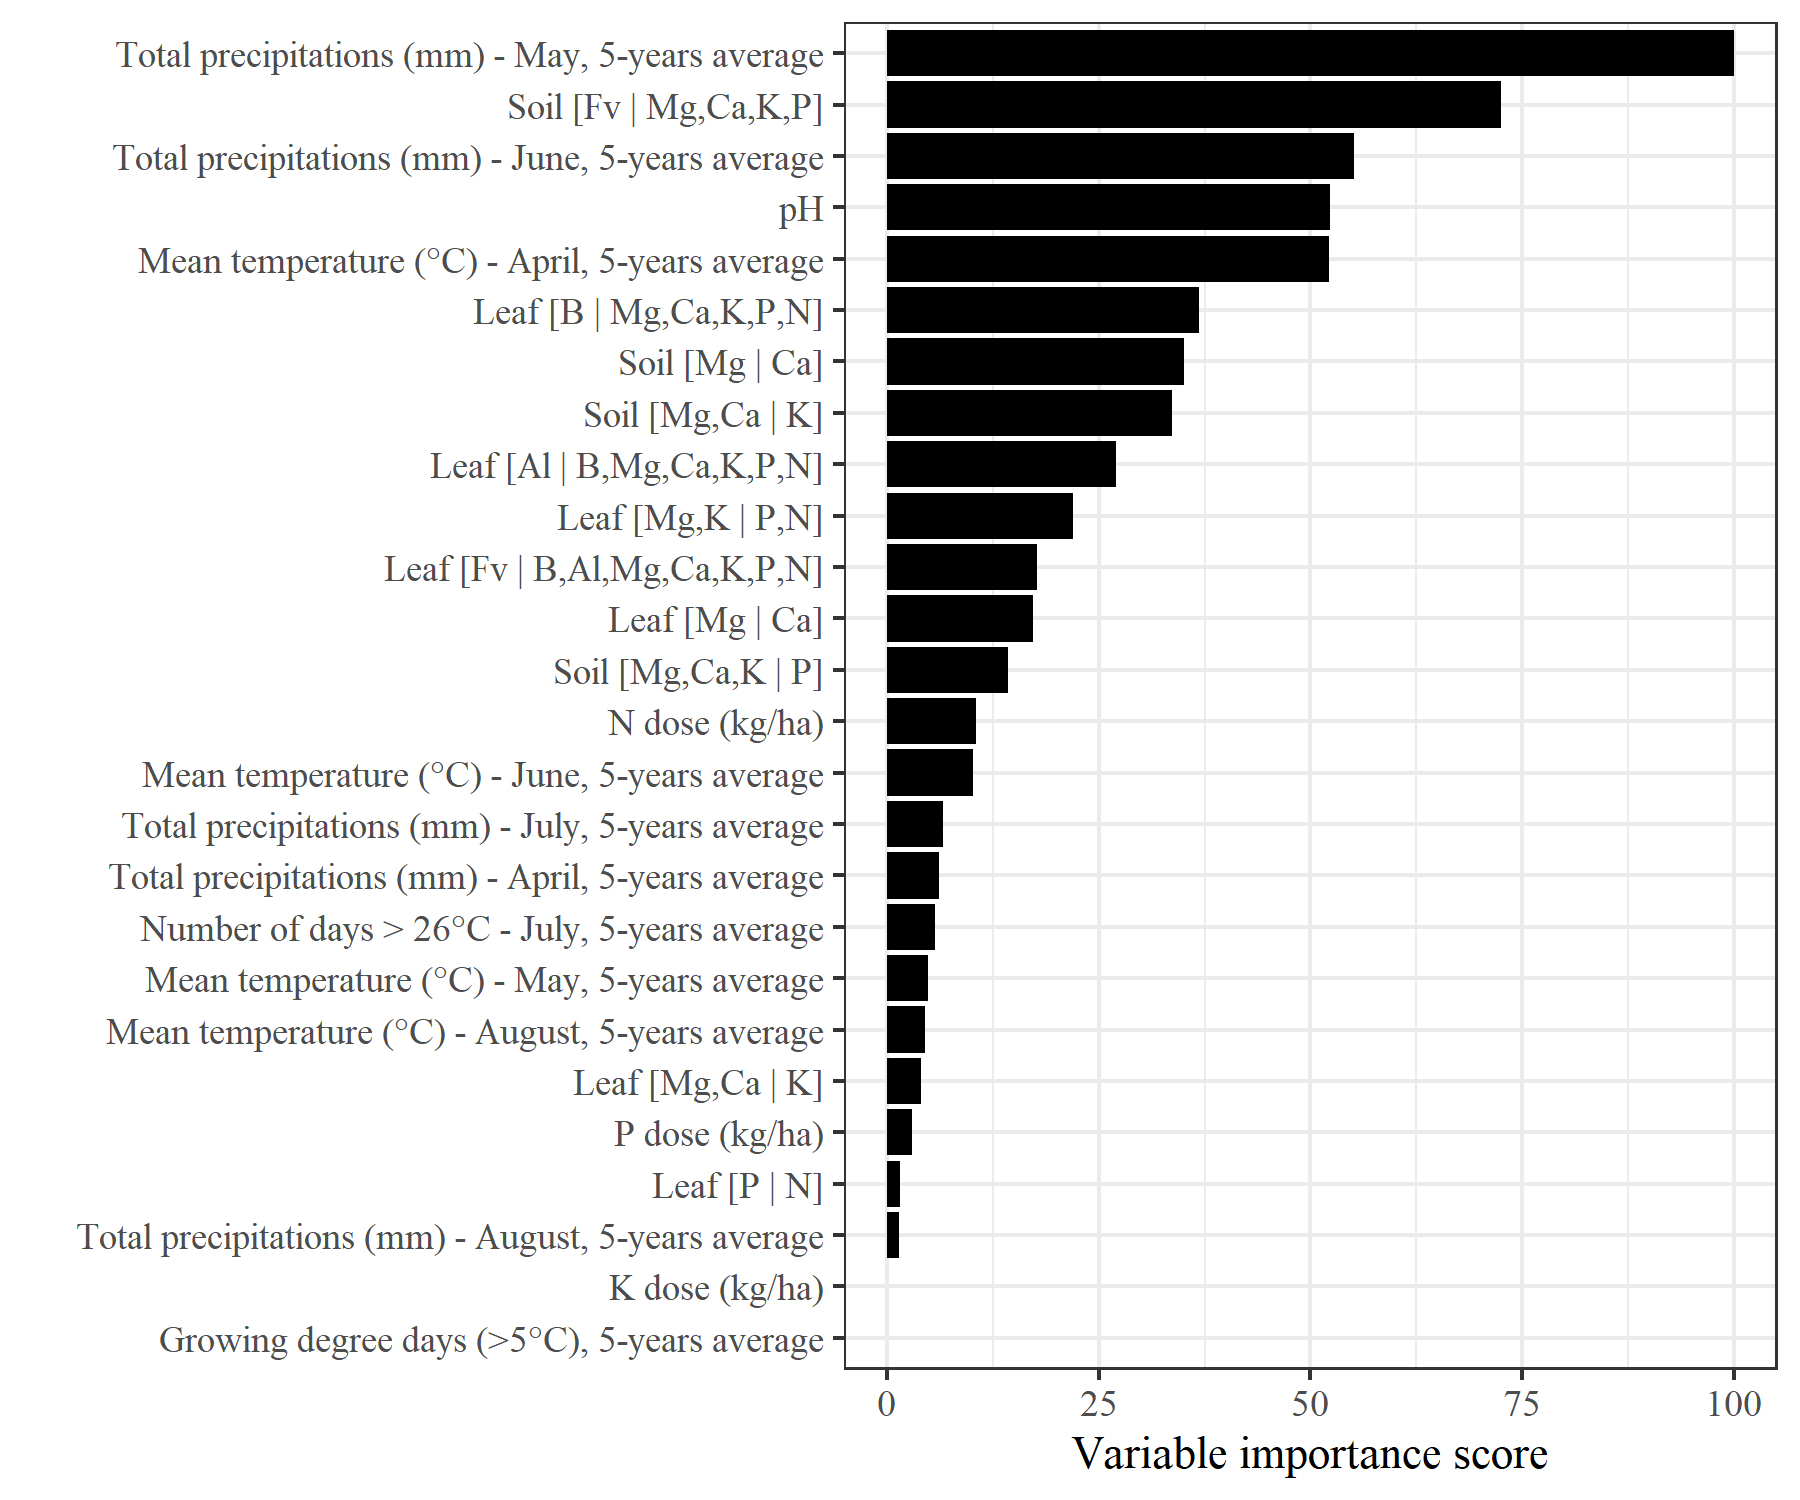 Total precipitations (mm) - May, 5-years average
Soil [Fv | Mg,Ca,K,P]
Total precipitations (mm) - June, 5-years average
pH
Mean temperature (°C) - April, 5-years average
Leaf [B | Mg,Ca,K,P,N]
Soil [Mg | Ca]
Soil [Mg,Ca | K]
Leaf [Al | B,Mg,Ca,K,P,N]
Leaf [Mg,K | P,N]
Leaf [Fv | B,Al,Mg,Ca,K,P,N]
Leaf [Mg | Ca]
Soil [Mg,Ca,K | P]
N dose (kg/ha)
Mean temperature (°C) - June, 5-years average
Total precipitations (mm) - July, 5-years average
Total precipitations (mm) - April, 5-years average
Number of days > 26°C - July, 5-years average
Mean temperature (°C) - May, 5-years average
Mean temperature (°C) - August, 5-years average
Leaf [Mg,Ca | K]
P dose (kg/ha)
Leaf [P | N]
Total precipitations (mm) - August, 5-years average
K dose (kg/ha)
Growing degree days (>5°C), 5-years average
0 25 50 75 100
Variable importance score